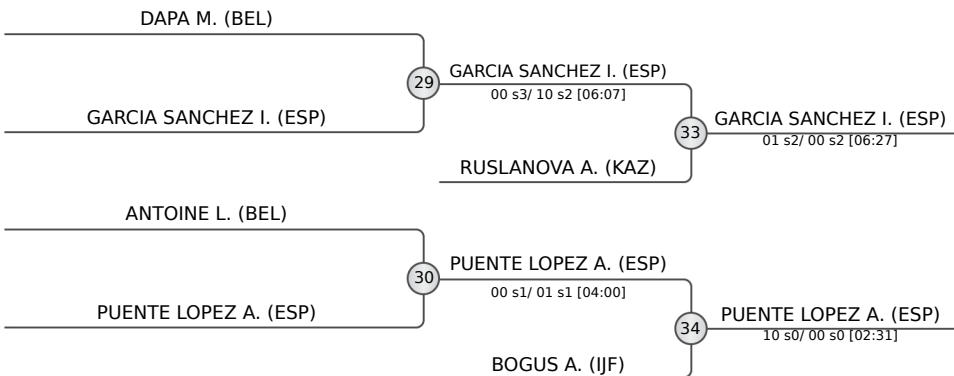 DAPA M. (BEL)
29
GARCIA SANCHEZ I. (ESP)
00 s3/ 10 s2 [06:07]
GARCIA SANCHEZ I. (ESP)
33
GARCIA SANCHEZ I. (ESP)
01 s2/ 00 s2 [06:27]
RUSLANOVA A. (KAZ)
ANTOINE L. (BEL)
30
PUENTE LOPEZ A. (ESP)
00 s1/ 01 s1 [04:00]
PUENTE LOPEZ A. (ESP)
34
PUENTE LOPEZ A. (ESP)
10 s0/ 00 s0 [02:31]
BOGUS A. (IJF)